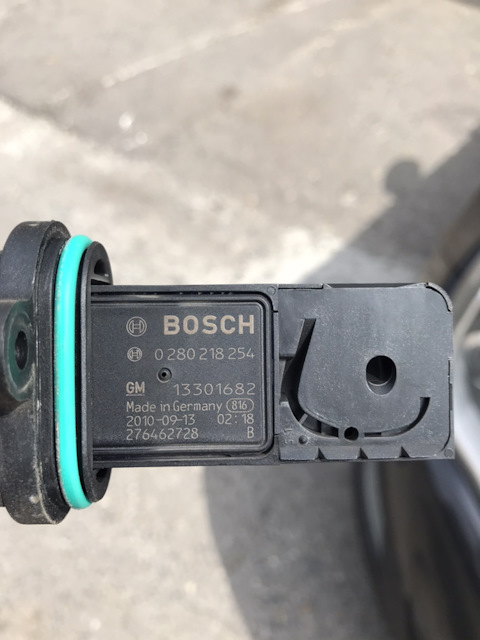 BOSCH
0 280 218 254
GM 13301682
Made in Germany 816
2010-09-13 02:18
276462728 B